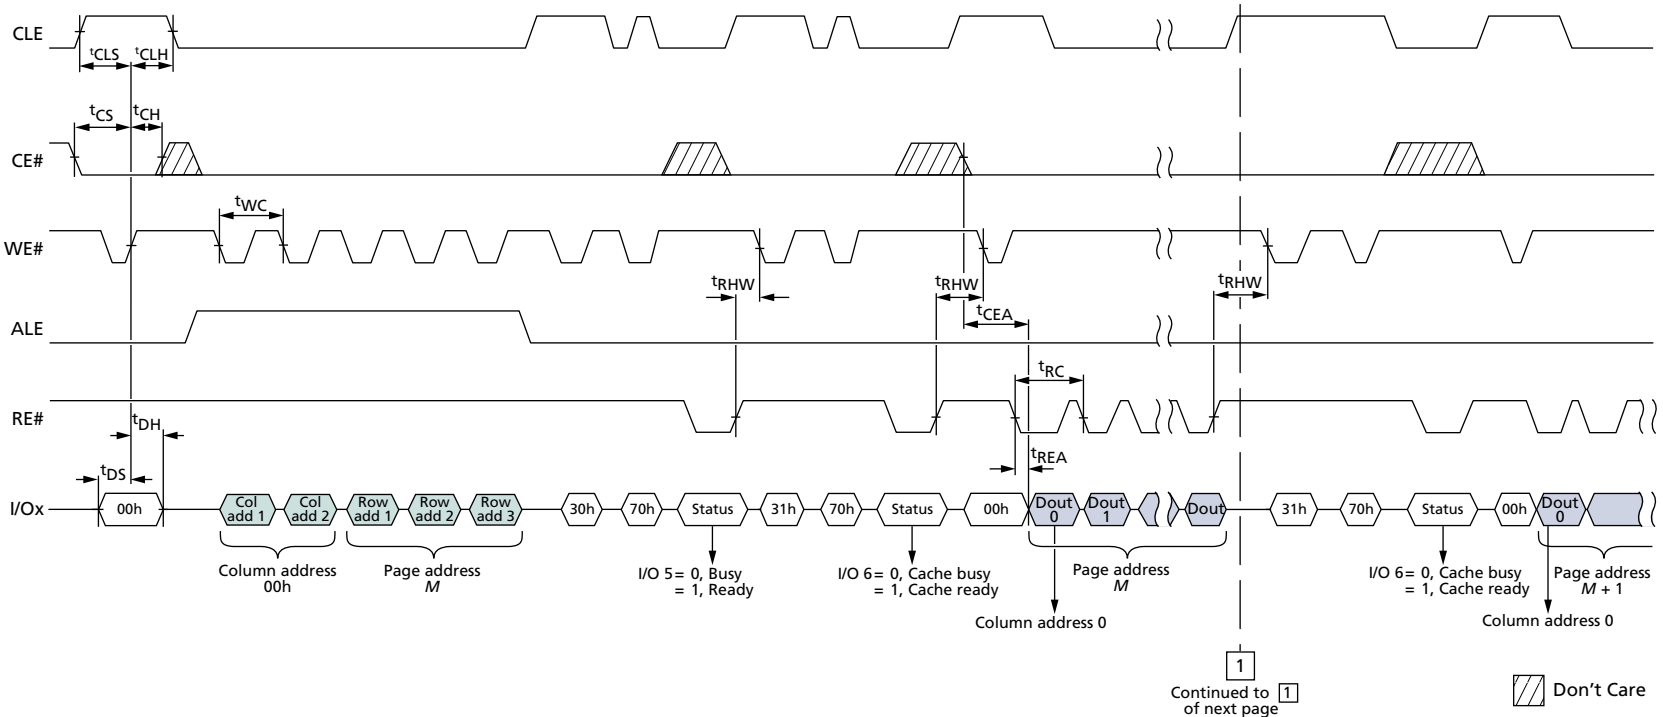 CLE
tCLS tCLH
tCS tCH
CE#
tWC
WE#
tRHW tRHW tRHW
tCEA
ALE
tRC
RE#
tDH
tREA
tDS
I/Ox
00h Col add 1 Col add 2 Row add 1 Row add 2 Row add 3 30h 70h Status 31h 70h Status 00h Dout 0 Dout 1 Dout 31h 70h Status 00h Dout 0
Column address
00h
Page address
M
I/O 5 = 0, Busy
= 1, Ready
I/O 6 = 0, Cache busy
= 1, Cache ready
Page address
M
Column address 0
I/O 6 = 0, Cache busy
= 1, Cache ready
Page address
M + 1
Column address 0
1
Continued to 1
of next page
Don't Care